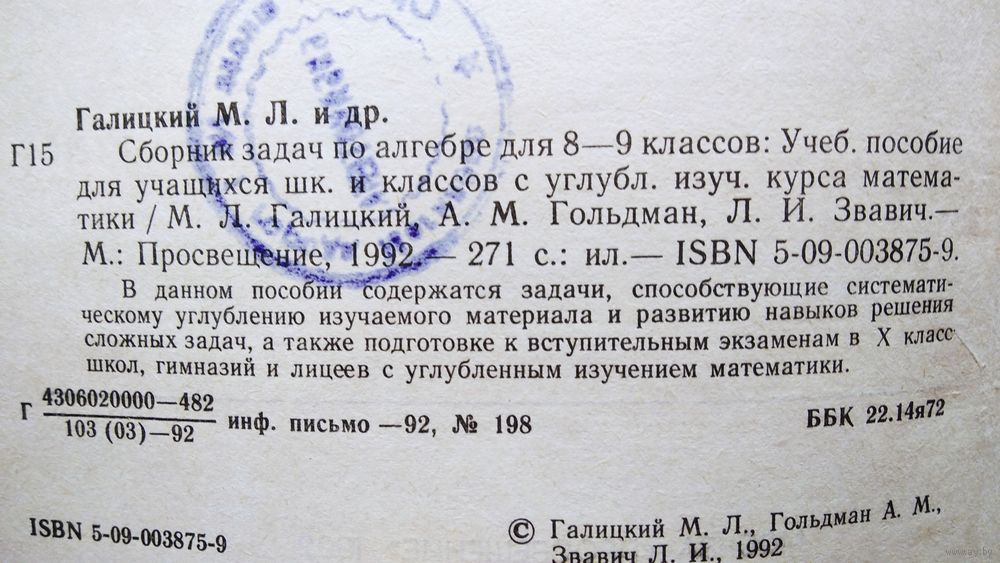 Галицкий М. Л. и др.
Г15 Сборник задач по алгебре для 8—9 классов: Учеб. пособие
для учащихся шк. и классов с углубл. изуч. курса матема-
тики / М. Л. Галицкий, А. М. Гольдман, Л. И. Звавич.—
М.: Просвещение, 1992.— 271 с.: ил.— ISBN 5-09-003875-9.
В данном пособии содержатся задачи, способствующие системати-
ческому углублению изучаемого материала и развитию навыков решения
сложных задач, а также подготовке к вступительным экзаменам в X класс
школ, гимназий и лицеев с углубленным изучением математики.
Г 4306020000—482
103 (03)—92 инф. письмо —92, № 198 ББК 22.14я72
ISBN 5-09-003875-9
© Галицкий М. Л., Гольдман А. М.,
Звавич Л. И., 1992
www.ay.by